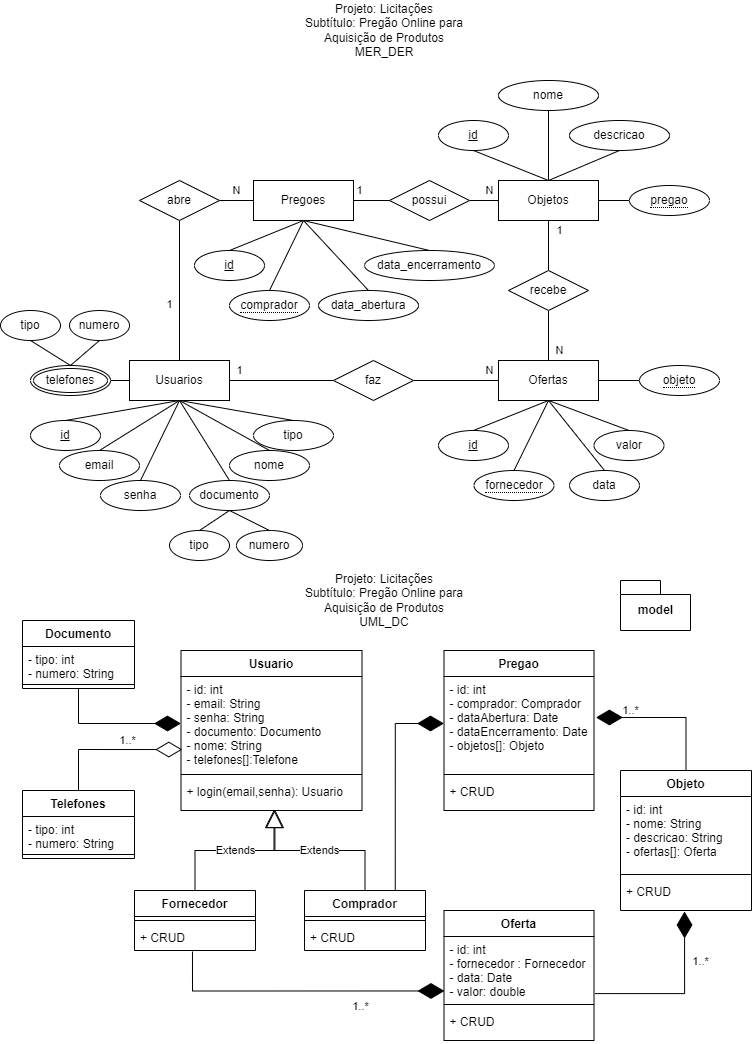 Projeto: Licitações
Subtítulo: Pregão Online para
Aquisição de Produtos
MER_DER
nome
id
descricao
abre
N
Pregoes
1
possui
N
Objetos
pregao
1
id
data_encerramento
comprador
data_abertura
recebe
1
tipo
numero
N
telefones
Usuarios
1
faz
N
Ofertas
objeto
id
tipo
email
nome
senha
documento
tipo
numero
id
valor
fornecedor
data
Projeto: Licitações
Subtítulo: Pregão Online para
Aquisição de Produtos
UML_DC
model
Documento
- tipo: int
- numero: String
Usuario
- id: int
- email: String
- senha: String
- documento: Documento
- nome: String
- telefones[]:Telefone
+ login(email,senha): Usuario
Pregao
- id: int
- comprador: Comprador
- dataAbertura: Date
- dataEncerramento: Date
- objetos[]: Objeto
+ CRUD
1..*
1..*
Telefones
- tipo: int
- numero: String
Objeto
- id: int
- nome: String
- descricao: String
- ofertas[]: Oferta
+ CRUD
Extends
Extends
Fornecedor
+ CRUD
Comprador
+ CRUD
Oferta
- id: int
- fornecedor : Fornecedor
- data: Date
- valor: double
+ CRUD
1..*
1..*